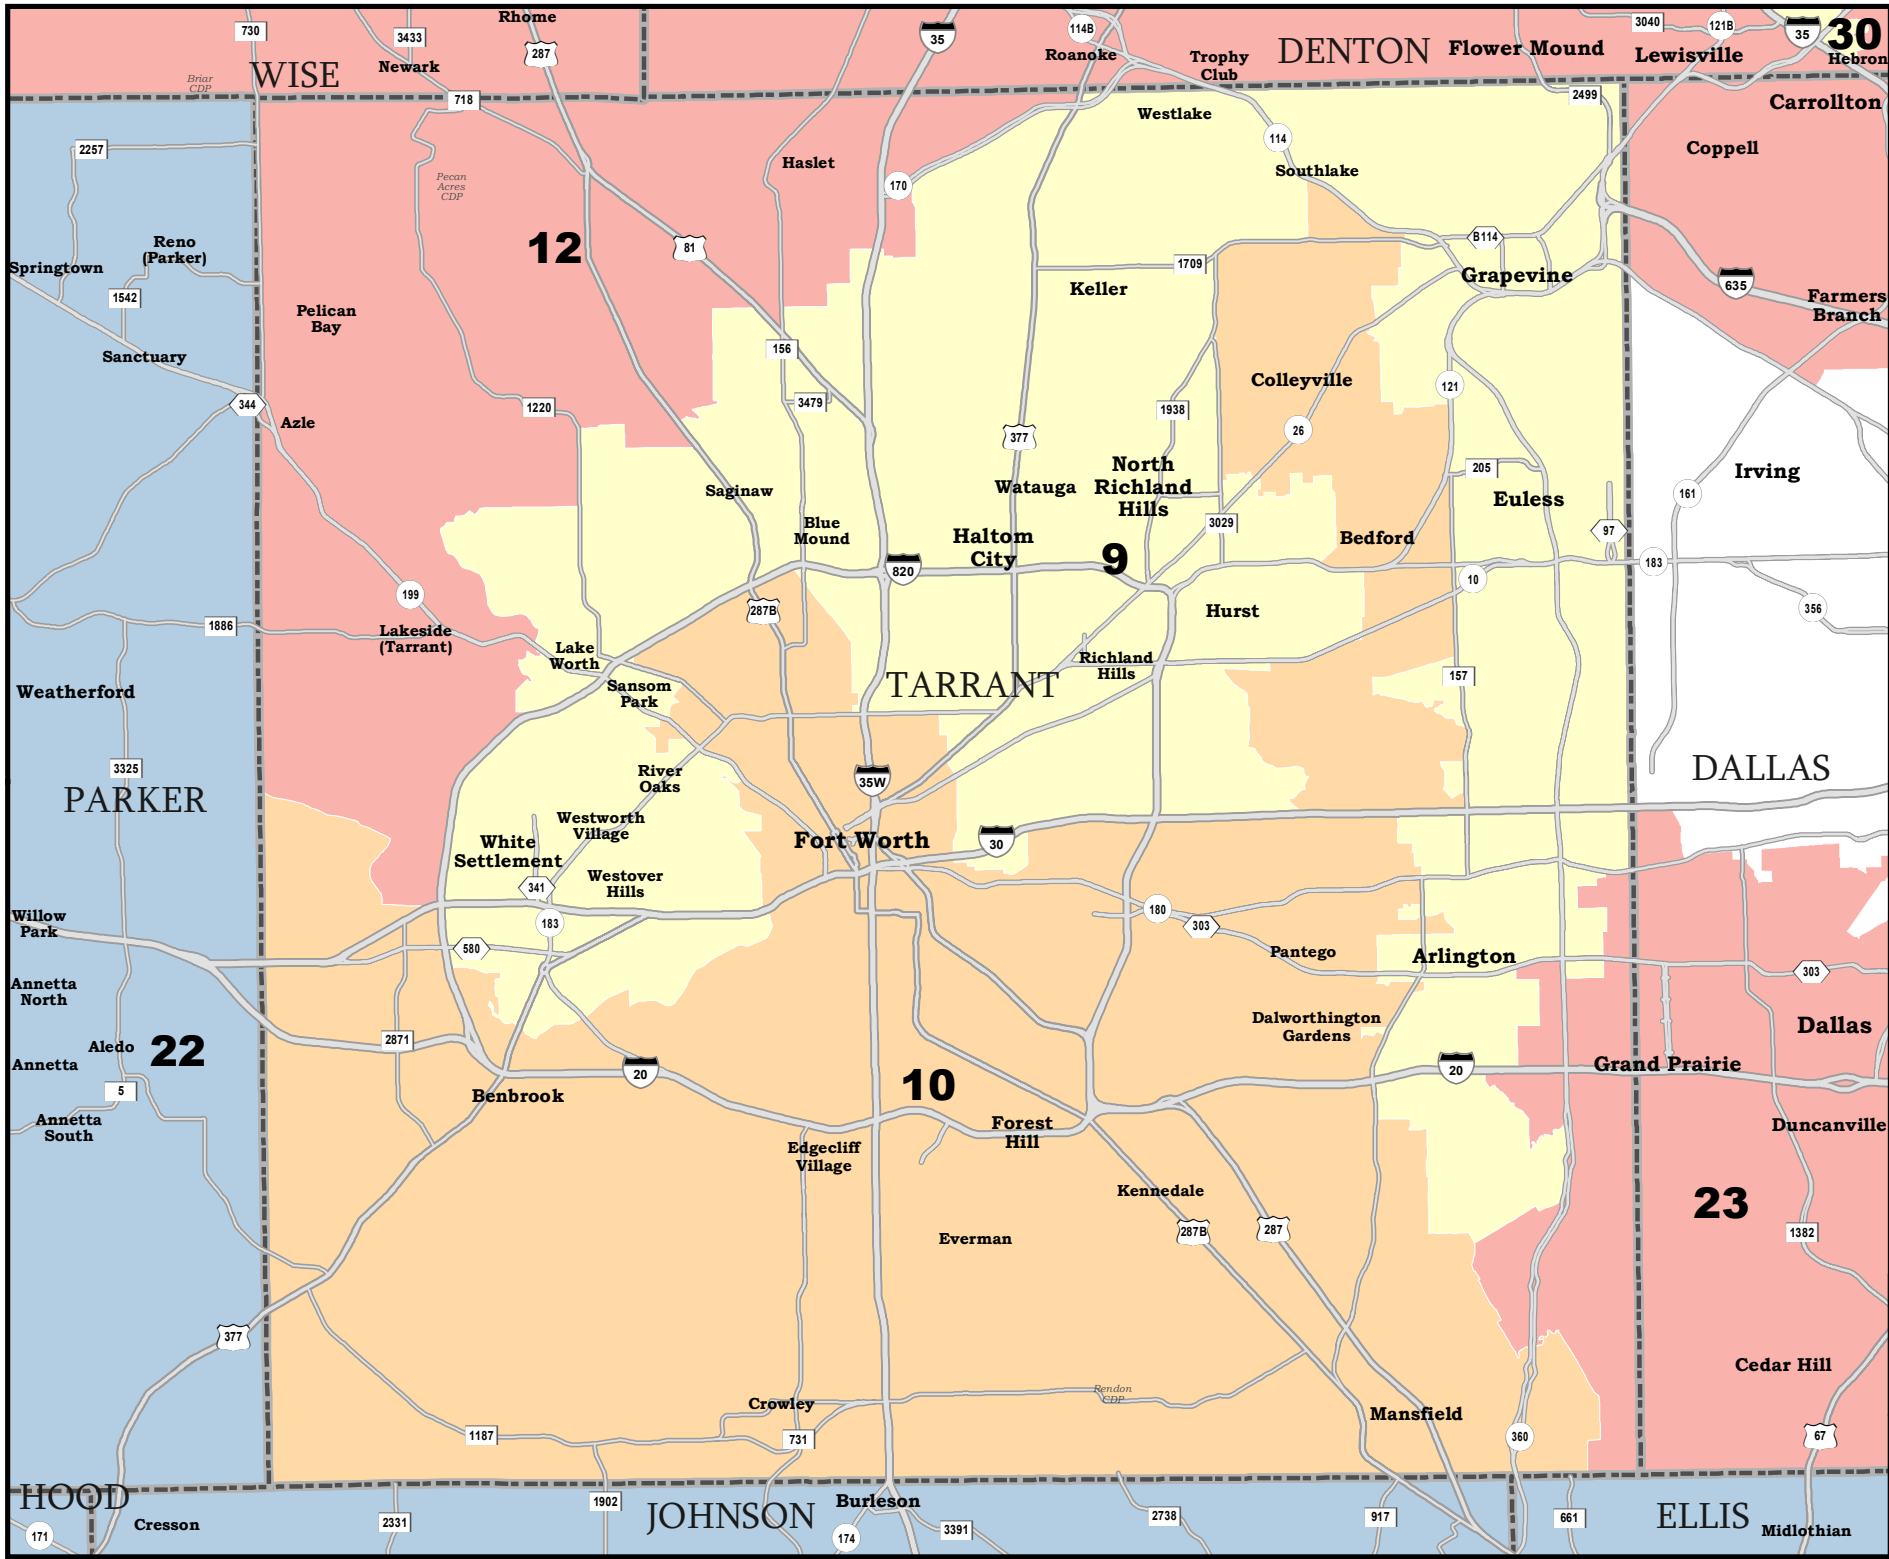 Rhome
730
3433
287
35
114B
Roanoke
Trophy
Club
DENTON
Flower Mound
3040
121B
Lewisville
35
30
Hebron
Briar
CDP
WISE
Newark
718
2499
Carrollton
Westlake
114
2257
Haslet
Coppell
Pecan
Acres
CDP
170
Southlake
Reno
(Parker)
12
81
B114
Springtown
1709
Grapevine
1542
Keller
635
Farmers
Branch
Pelican
Bay
Sanctuary
156
Colleyville
344
1220
3479
1938
121
Azle
377
26
North
Richland
Hills
205
Irving
Saginaw
Watauga
Euless
161
Blue
Mound
3029
Haltom
City
9
Bedford
97
820
183
199
287B
10
1886
Hurst
356
Lakeside
(Tarrant)
Lake
Worth
Richland
Hills
Weatherford
Sansom
Park
TARRANT
157
3325
River
Oaks
35W
DALLAS
PARKER
Westworth
Village
White
Settlement
Fort Worth
30
Westover
Hills
341
Willow
Park
183
180
303
580
Pantego
Arlington
303
Annetta
North
Dalworthington
Gardens
Dallas
2871
Aledo
22
Annetta
20
20
Grand Prairie
5
Benbrook
10
Annetta
South
Forest
Hill
Duncanville
Edgecliff
Village
Kennedale
23
287B
287
1382
Everman
377
Cedar Hill
Rendon
CDP
Crowley
Mansfield
1187
731
360
67
HOOD
1902
JOHNSON
Burleson
2738
917
661
ELLIS
171
Cresson
2331
174
3391
Midlothian